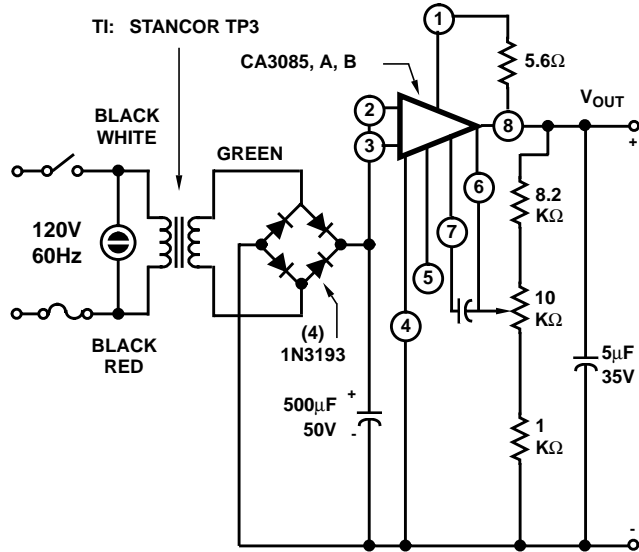 TI: STANCOR TP3
CA3085, A, B
1
5.6Ω
BLACK
WHITE
GREEN
2
3
8
V_OUT
+
120V
60Hz
6
7
5
4
8.2
KΩ
10
KΩ
BLACK
RED
(4)
1N3193
500μF
50V
+
-
5μF
35V
1
KΩ
-